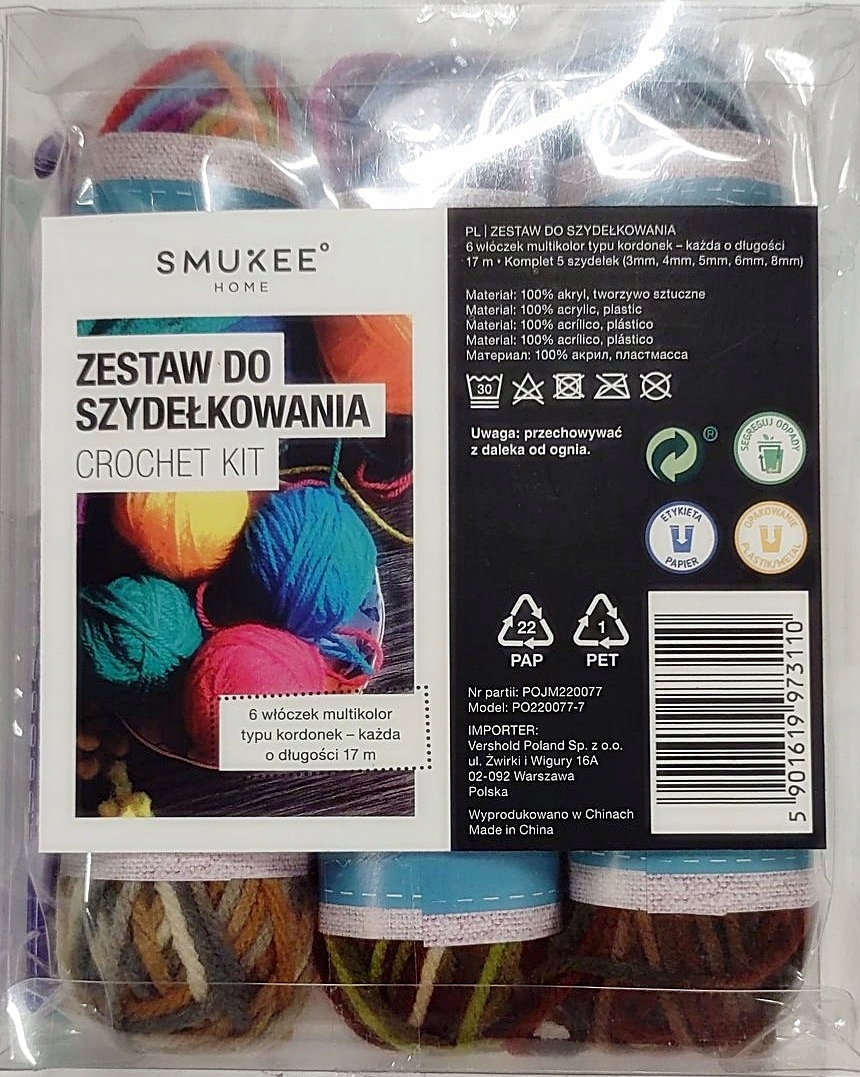 SMUKEE°
HOME
ZESTAW DO
SZYDEŁKOWANIA
CROCHET KIT
6 włóczek multikolor
typu kordonek – każda
o długości 17 m
PL | ZESTAW DO SZYDEŁKOWANIA
6 włóczek multikolor typu kordonek – każda o długości
17 m • Komplet 5 szydelek (3mm, 4mm, 5mm, 6mm, 8mm)
Materiał: 100% akryl, tworzywo sztuczne
Material: 100% acrylic, plastic
Material: 100% acrílico, plástico
Material: 100% acrílico, plástico
Материал: 100% акрил, пластмасса
30
Uwaga: przechowywać
z daleka od ognia.
®
SEGREGUJ ODPADY
ETYKIETA
PAPIER
OPAKOWANIE
PLASTIK/METAL
22
PAP
1
PET
Nr partii: POJM220077
Model: PO220077-7
IMPORTER:
Vershold Poland Sp. z o.o.
ul. Żwirki i Wigury 16A
02-092 Warszawa
Polska
Wyprodukowano w Chinach
Made in China
5 901619 973110